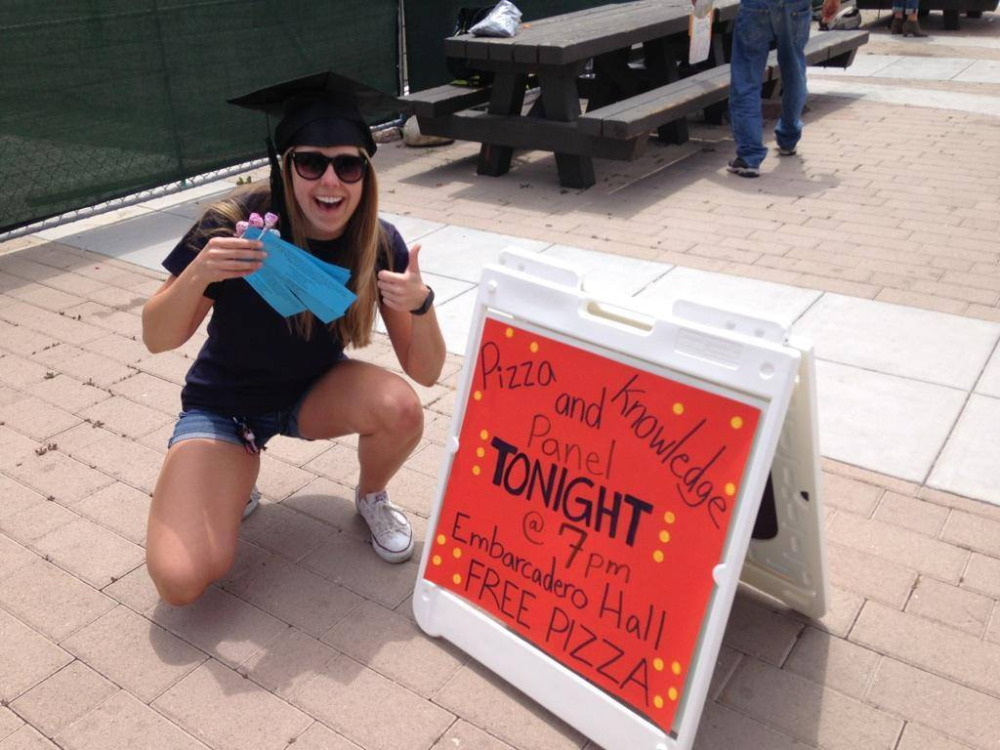 Pizza
and Knowledge
Panel
TONIGHT
@ 7pm
Embarcadero Hall
FREE PIZZA